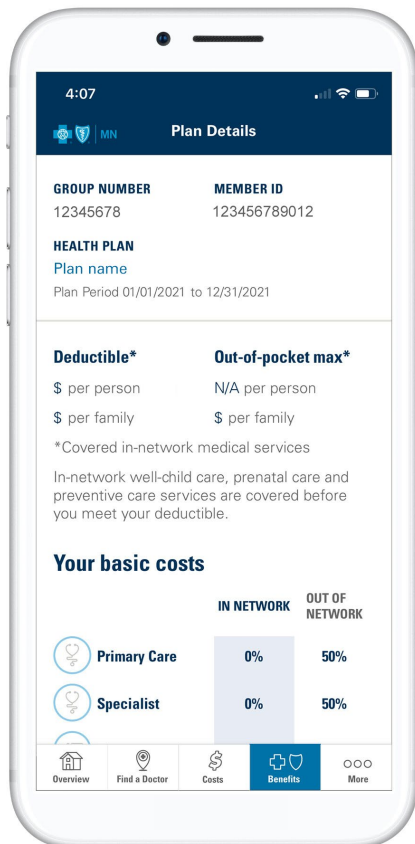 4:07
MN
Plan Details
GROUP NUMBER MEMBER ID
12345678 123456789012
HEALTH PLAN
Plan name
Plan Period 01/01/2021 to 12/31/2021
Deductible* Out-of-pocket max*
$ per person N/A per person
$ per family $ per family
*Covered in-network medical services
In-network well-child care, prenatal care and
preventive care services are covered before
you meet your deductible.
Your basic costs
IN NETWORK OUT OF
NETWORK
Primary Care 0% 50%
Specialist 0% 50%
Overview Find a Doctor Costs Benefits More